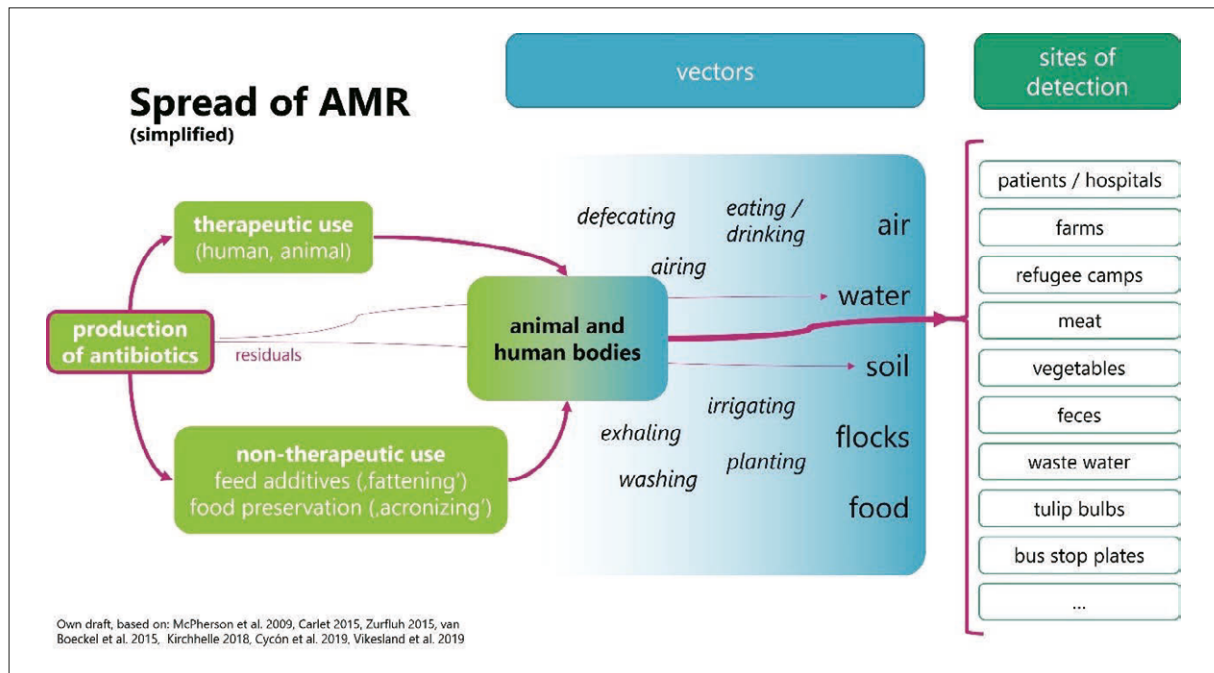 vectors
sites of
detection
Spread of AMR
(simplified)
therapeutic use
(human, animal)
production
of antibiotics
residuals
non-therapeutic use
feed additives (‚fattening’)
food preservation (‚acronizing’)
animal and
human bodies
defecating
eating /
drinking
airing
exhaling
irrigating
washing
planting
air
water
soil
flocks
food
patients / hospitals
farms
refugee camps
meat
vegetables
feces
waste water
tulip bulbs
bus stop plates
...
Own draft, based on: McPherson et al. 2009, Carlet 2015, Zurfluh 2015, van
Boeckel et al. 2015, Kirchhelle 2018, Cycón et al. 2019, Vikesland et al. 2019